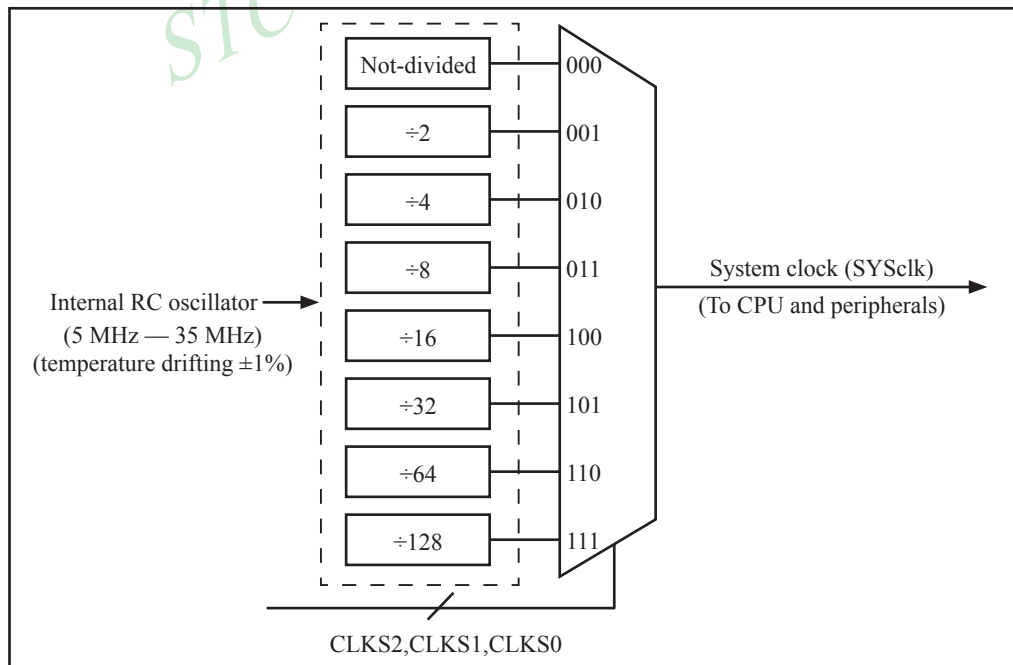 STC
Not-divided
000
÷2
001
÷4
010
÷8
011
Internal RC oscillator
(5 MHz — 35 MHz)
(temperature drifting ±1%)
System clock (SYSclk)
(To CPU and peripherals)
÷16
100
÷32
101
÷64
110
÷128
111
CLKS2,CLKS1,CLKS0